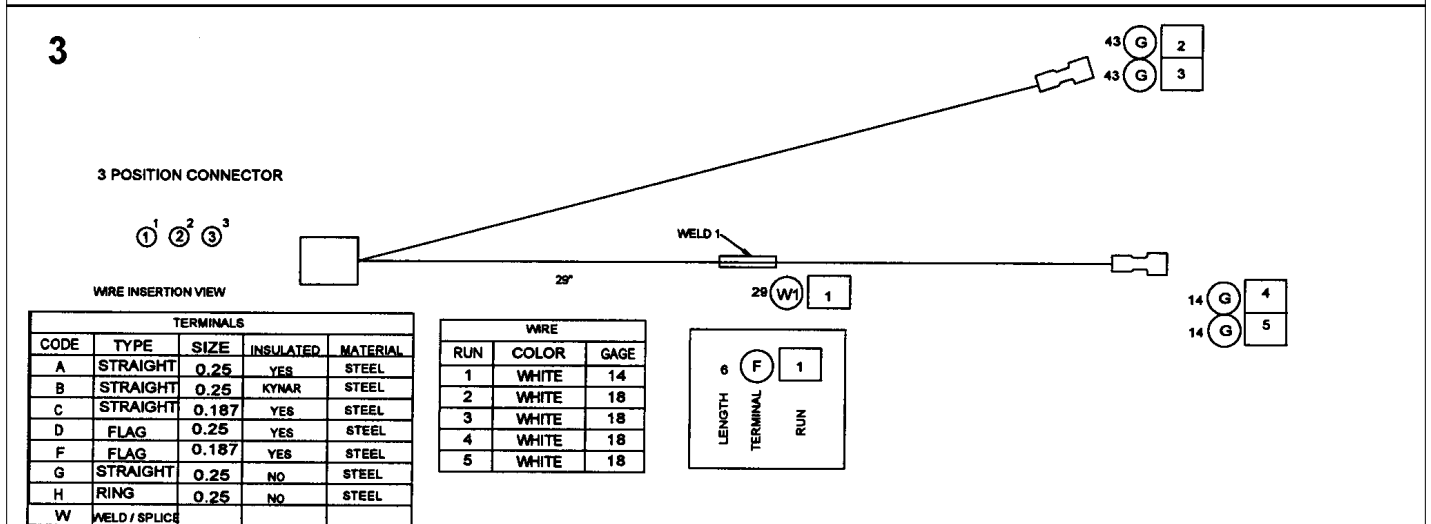 3
43 G 2
43 G 3
3 POSITION CONNECTOR
1 2 3
1 2 3
WELD 1
29"
29 W1 1
14 G 4
14 G 5
WIRE INSERTION VIEW
TERMINALS
CODE TYPE SIZE INSULATED MATERIAL
A STRAIGHT 0.25 YES STEEL
B STRAIGHT 0.25 KYNAR STEEL
C STRAIGHT 0.187 YES STEEL
D FLAG 0.25 YES STEEL
F FLAG 0.187 YES STEEL
G STRAIGHT 0.25 NO STEEL
H RING 0.25 NO STEEL
W WELD / SPLICE
WIRE
RUN COLOR GAGE
1 WHITE 14
2 WHITE 18
3 WHITE 18
4 WHITE 18
5 WHITE 18
6 F 1
LENGTH
TERMINAL
RUN